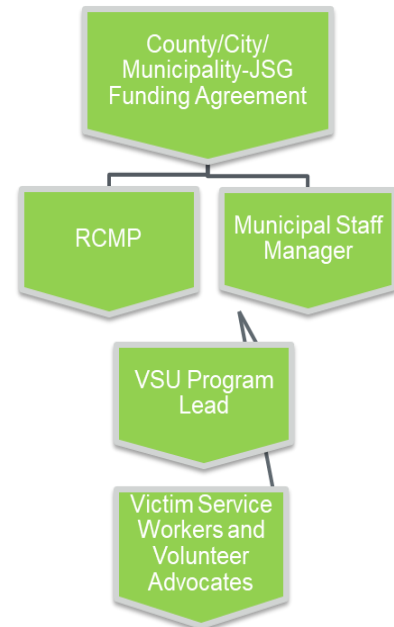 County/City/
Municipality-JSG
Funding Agreement
RCMP
Municipal Staff
Manager
VSU Program
Lead
Victim Service
Workers and
Volunteer
Advocates